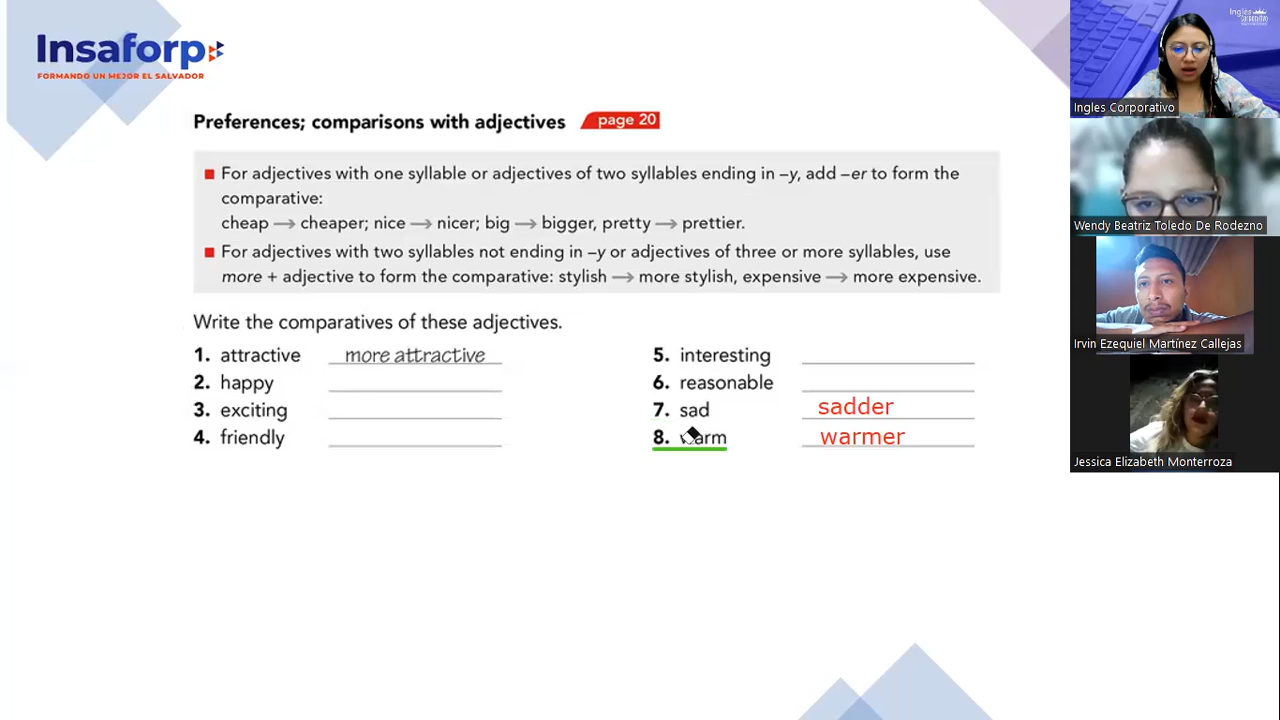 Insaforp
FORMANDO UN MEJOR EL SALVADOR
Preferences; comparisons with adjectives page 20
For adjectives with one syllable or adjectives of two syllables ending in –y, add –er to form the
comparative:
cheap → cheaper; nice → nicer; big → bigger, pretty → prettier.
For adjectives with two syllables not ending in –y or adjectives of three or more syllables, use
more + adjective to form the comparative: stylish → more stylish, expensive → more expensive.
Write the comparatives of these adjectives.
1. attractive more attractive
2. happy
3. exciting
4. friendly
5. interesting
6. reasonable
7. sad sadder
8. warm warmer
Ingles Corporativo
Wendy Beatriz Toledo De Rodezno
Irvin Ezequiel Martínez Callejas
Jessica Elizabeth Monterroza